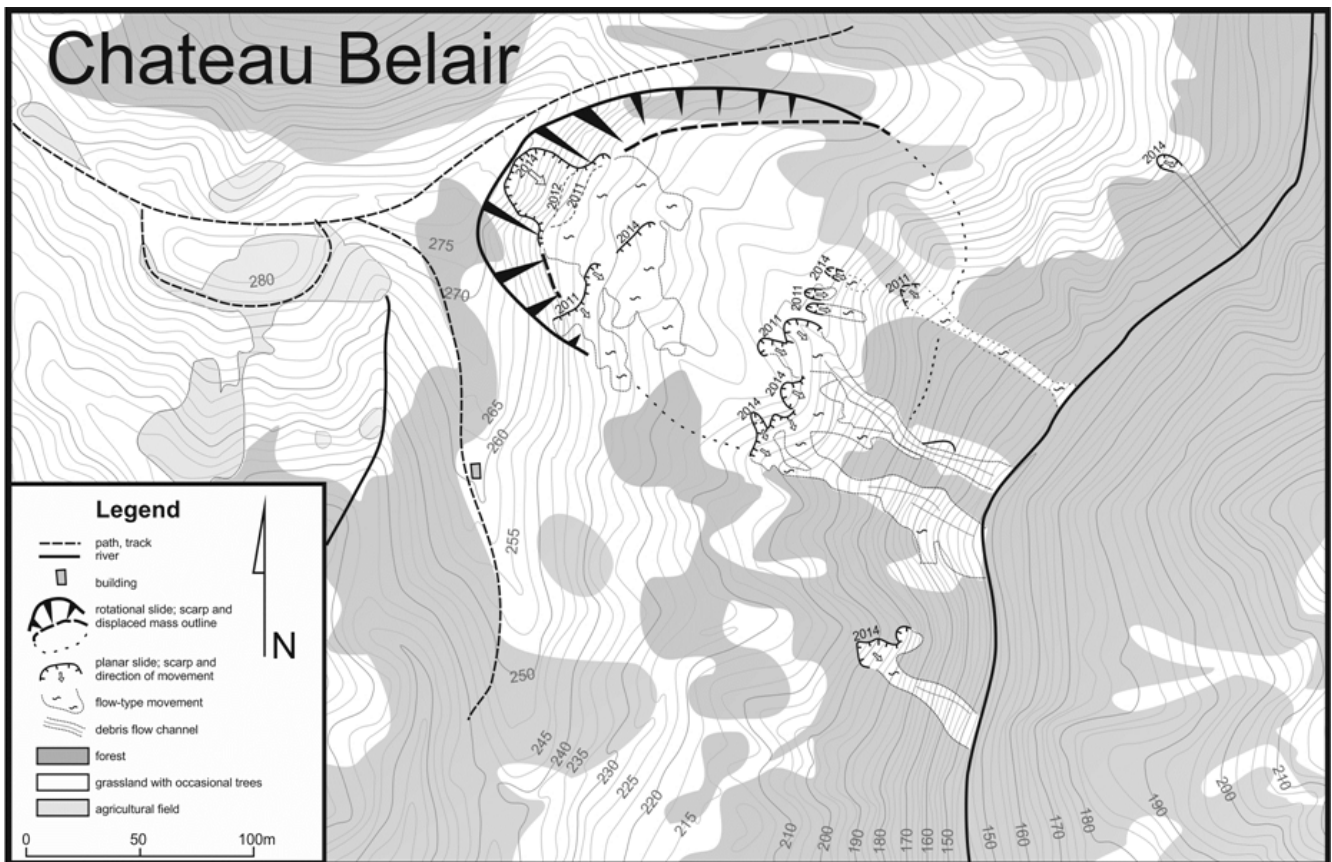 Chateau Belair
2014
2014
2012
2011
2014
275
280
270
2014
2011
2011
2011
2011
265
2014
2014
260
255
Legend
path, track
river
building
rotational slide; scarp and
displaced mass outline
N
planar slide; scarp and
direction of movement
flow-type movement
debris flow channel
forest
grassland with occasional trees
agricultural field
0 50 100m
2014
250
245
240
235
230
225
220
215
210
200
190
180
170
160
150
150
160
170
180
190
200
210